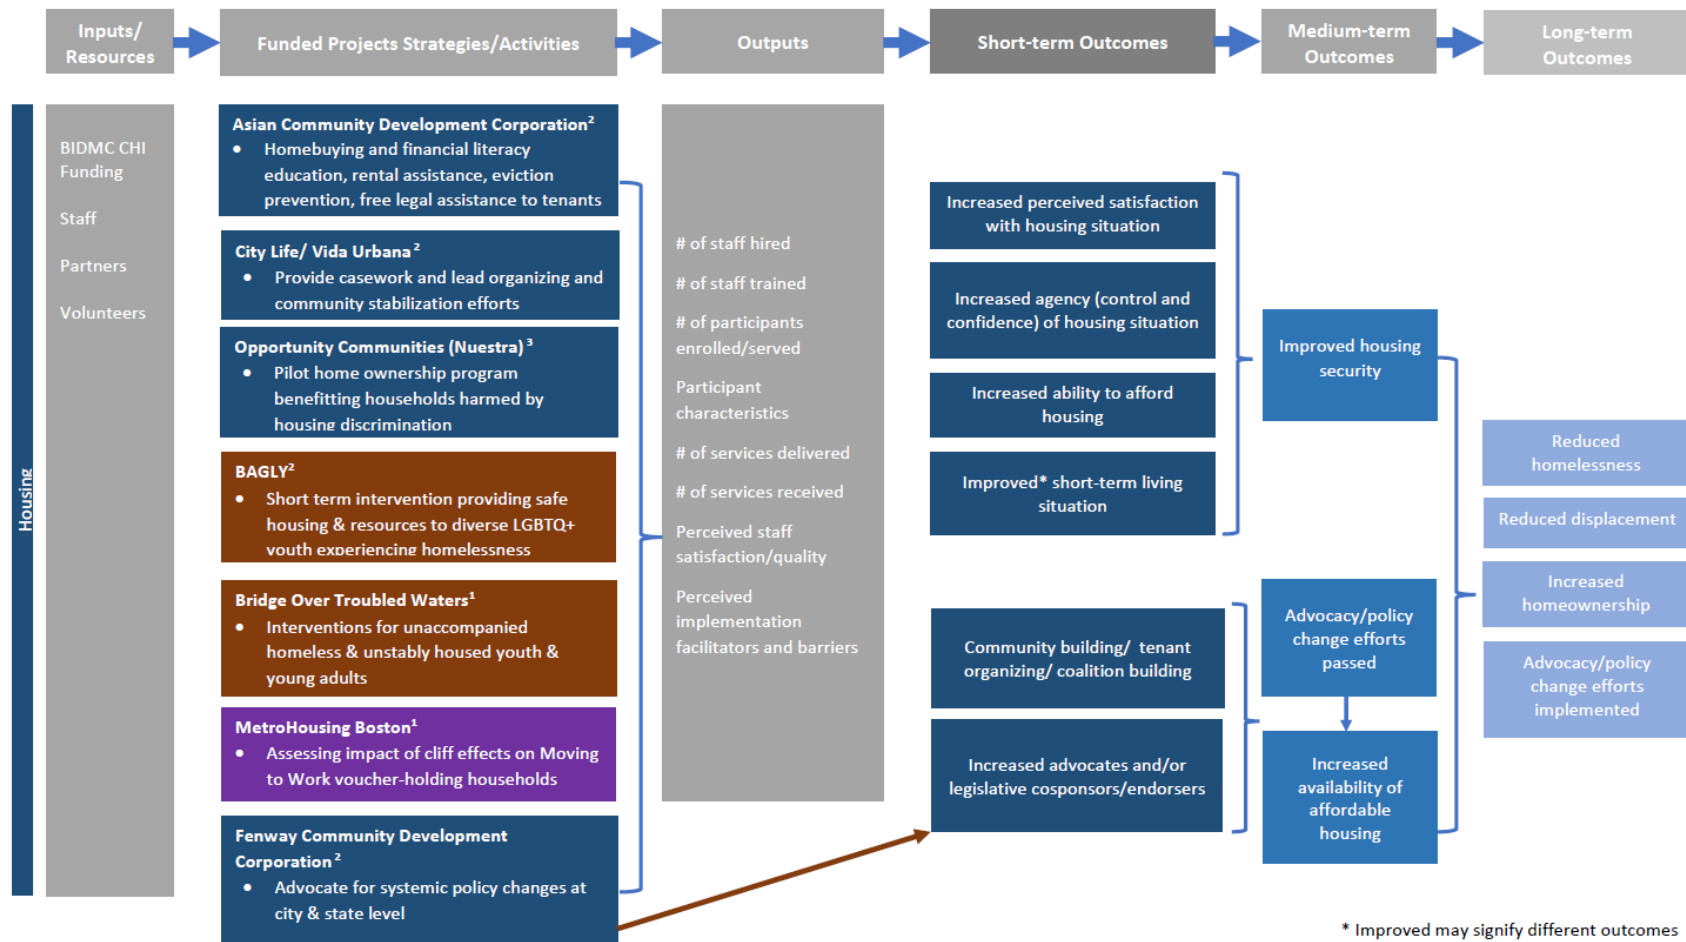 Inputs/
Resources
Funded Projects Strategies/Activities
Outputs
Short-term Outcomes
Medium-term
Outcomes
Long-term
Outcomes
Housing
BIDMC CHI
Funding
Staff
Partners
Volunteers
Asian Community Development Corporation²
• Homebuying and financial literacy
education, rental assistance, eviction
prevention, free legal assistance to tenants
City Life/ Vida Urbana ²
• Provide casework and lead organizing and
community stabilization efforts
Opportunity Communities (Nuestra) ³
• Pilot home ownership program
benefitting households harmed by
housing discrimination
BAGLY²
• Short term intervention providing safe
housing & resources to diverse LGBTQ+
youth experiencing homelessness
Bridge Over Troubled Waters¹
• Interventions for unaccompanied
homeless & unstably housed youth &
young adults
MetroHousing Boston¹
• Assessing impact of cliff effects on Moving
to Work voucher-holding households
Fenway Community Development
Corporation ²
• Advocate for systemic policy changes at
city & state level
# of staff hired
# of staff trained
# of participants
enrolled/served
Participant
characteristics
# of services delivered
# of services received
Perceived staff
satisfaction/quality
Perceived
implementation
facilitators and barriers
Increased perceived satisfaction
with housing situation
Increased agency (control and
confidence) of housing situation
Increased ability to afford
housing
Improved* short-term living
situation
Community building/ tenant
organizing/ coalition building
Increased advocates and/or
legislative cosponsors/endorsers
Improved housing
security
Advocacy/policy
change efforts
passed
Increased
availability of
affordable
housing
Reduced
homelessness
Reduced displacement
Increased
homeownership
Advocacy/policy
change efforts
implemented
* Improved may signify different outcomes